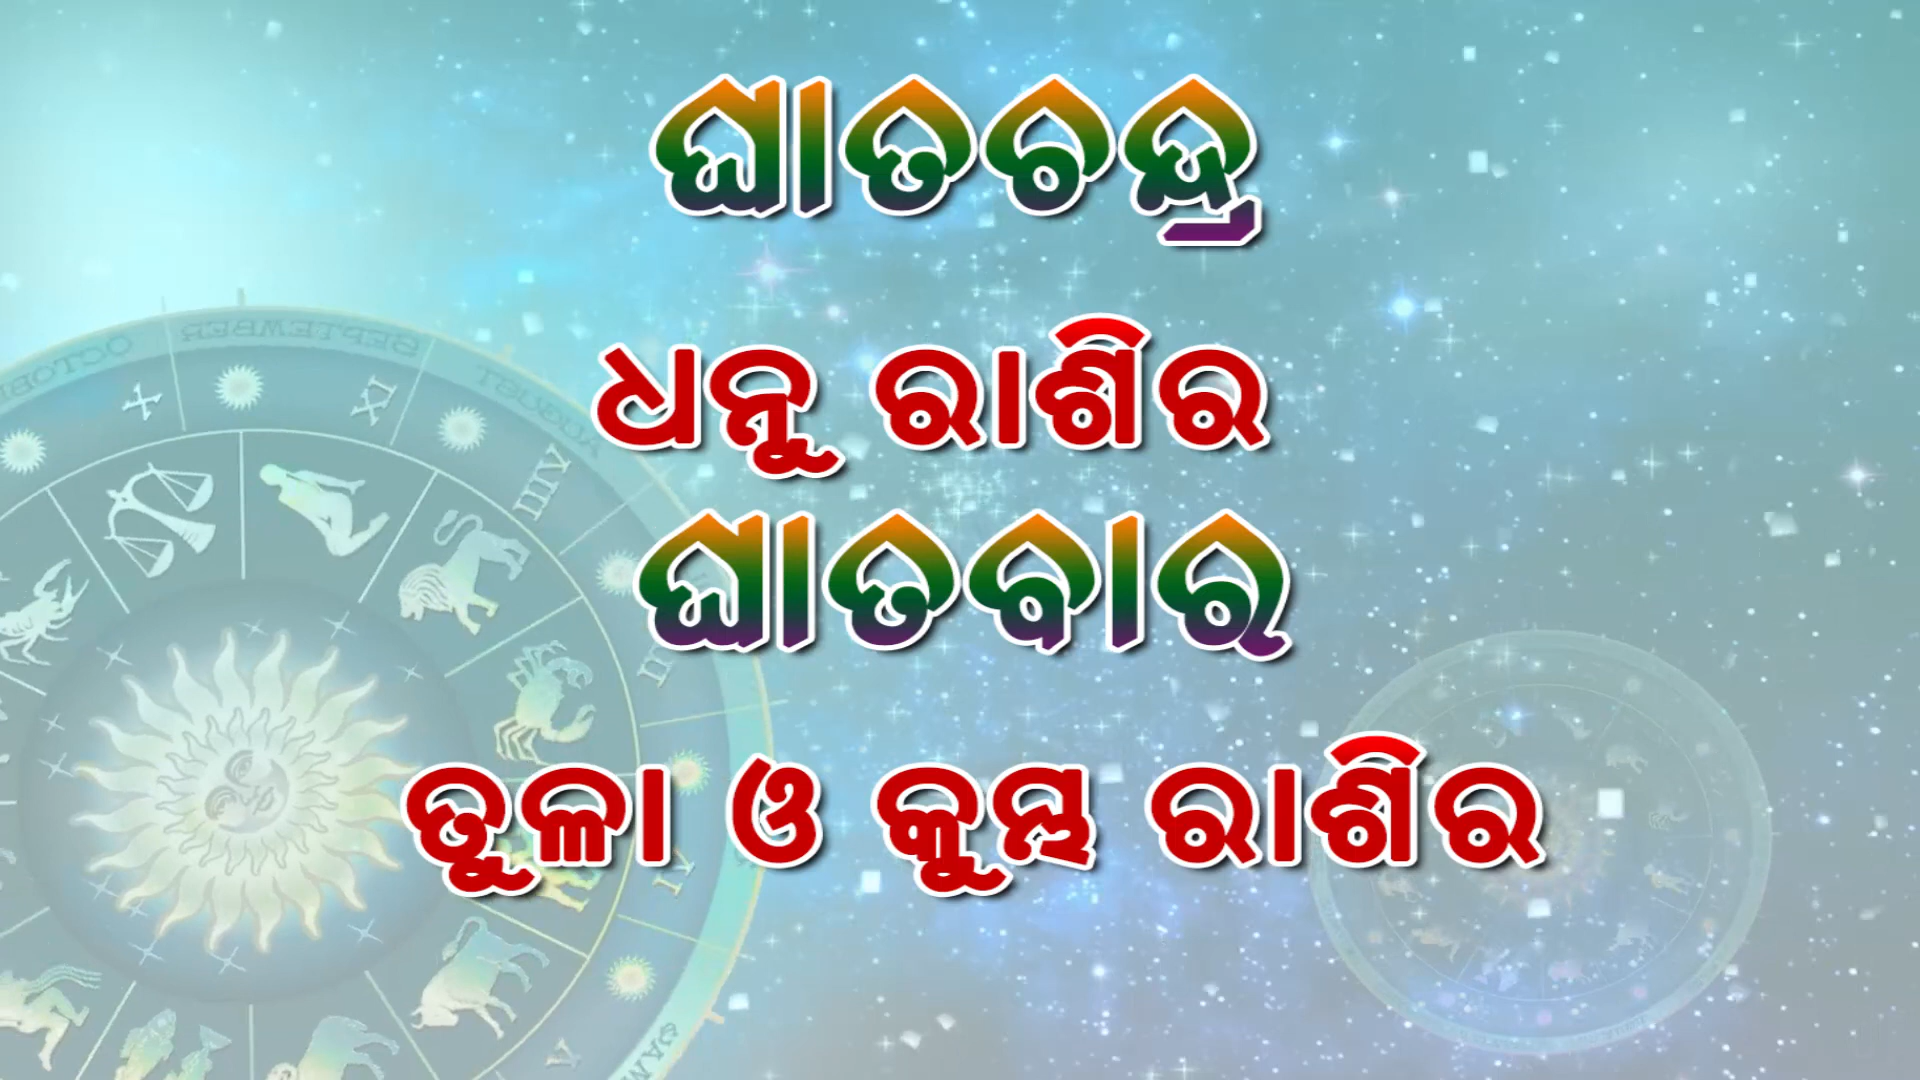 ଘାତଚନ୍ଦ୍ର
ଧନୁ ରାଶିର
ଘାତବାର
ତୁଳା ଓ କୁମ୍ଭ ରାଶିର